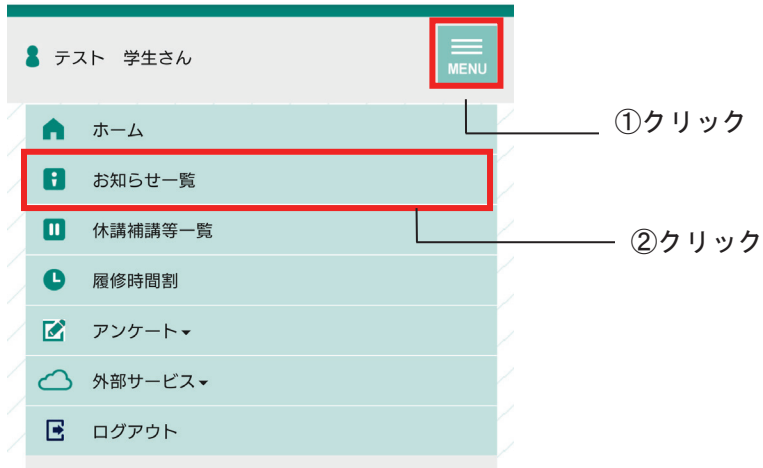 テスト 学生さん
MENU
①クリック
ホーム
お知らせ一覧
②クリック
休講補講等一覧
履修時間割
アンケート▾
外部サービス▾
ログアウト